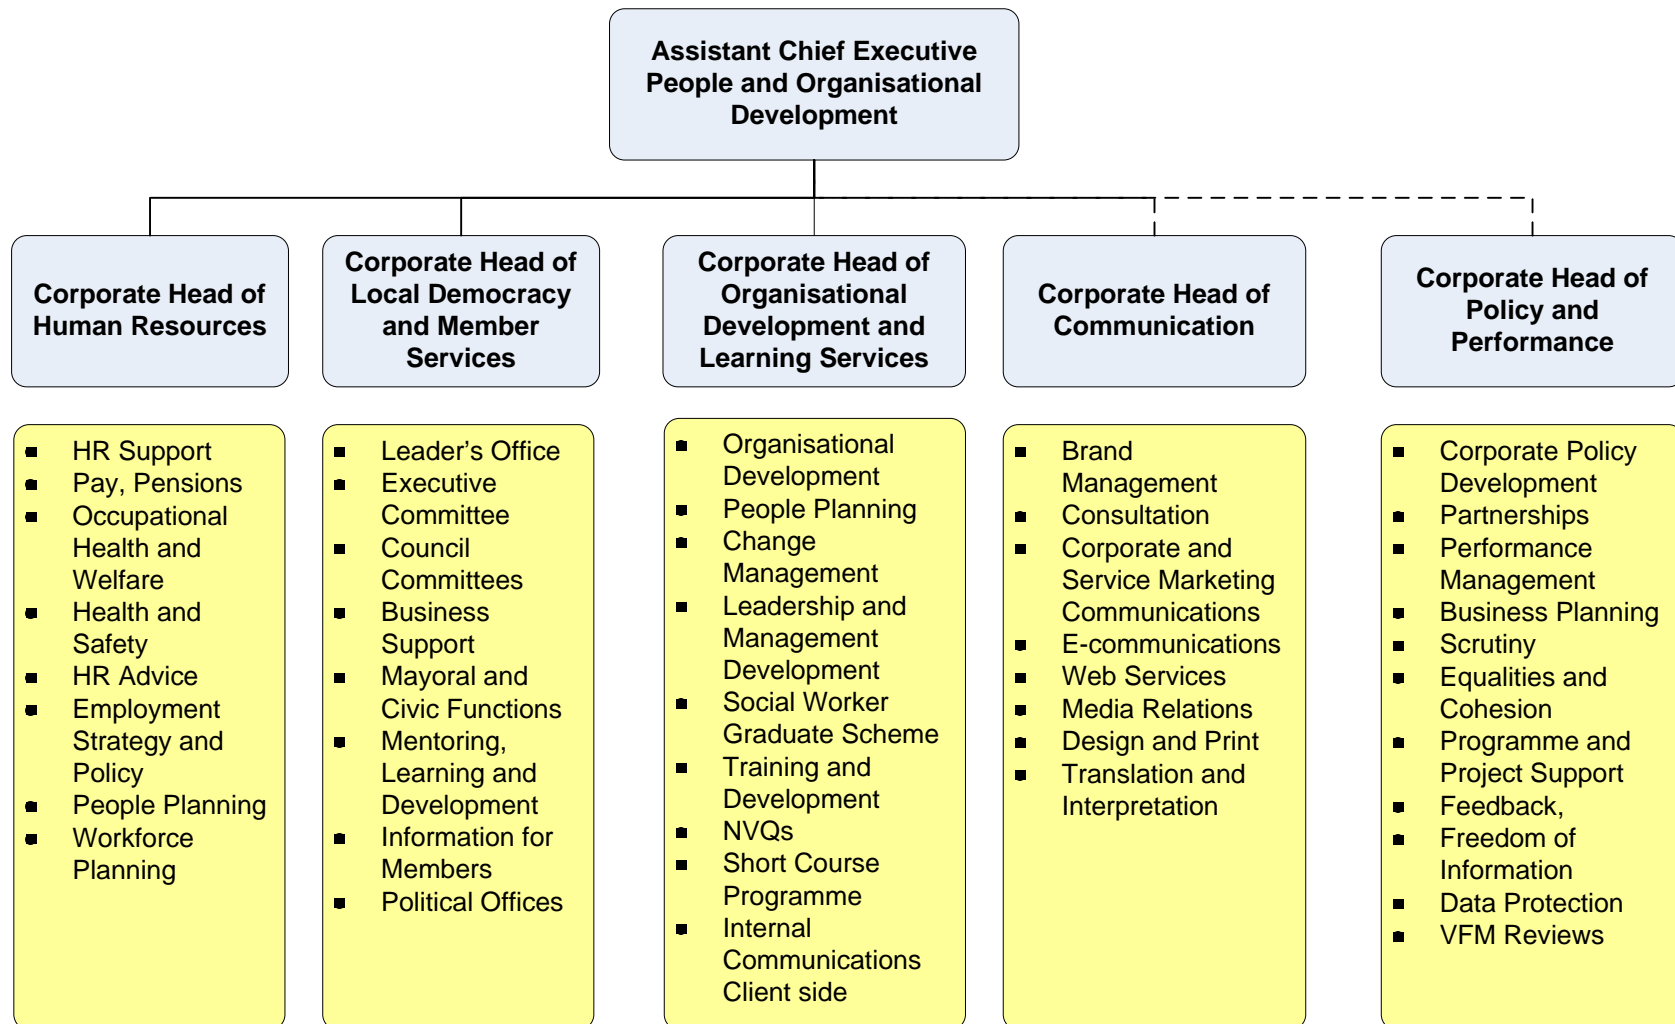 Assistant Chief Executive
People and Organisational
Development
Corporate Head of
Human Resources
Corporate Head of
Local Democracy
and Member
Services
Corporate Head of
Organisational
Development and
Learning Services
Corporate Head of
Communication
Corporate Head of
Policy and
Performance
HR Support
Pay, Pensions
Occupational
Health and
Welfare
Health and
Safety
HR Advice
Employment
Strategy and
Policy
People Planning
Workforce
Planning
Leader’s Office
Executive
Committee
Council
Committees
Business
Support
Mayoral and
Civic Functions
Mentoring,
Learning and
Development
Information for
Members
Political Offices
Organisational
Development
People Planning
Change
Management
Leadership and
Management
Development
Social Worker
Graduate Scheme
Training and
Development
NVQs
Short Course
Programme
Internal
Communications
Client side
Brand
Management
Consultation
Corporate and
Service Marketing
Communications
E-communications
Web Services
Media Relations
Design and Print
Translation and
Interpretation
Corporate Policy
Development
Partnerships
Performance
Management
Business Planning
Scrutiny
Equalities and
Cohesion
Programme and
Project Support
Feedback,
Freedom of
Information
Data Protection
VFM Reviews